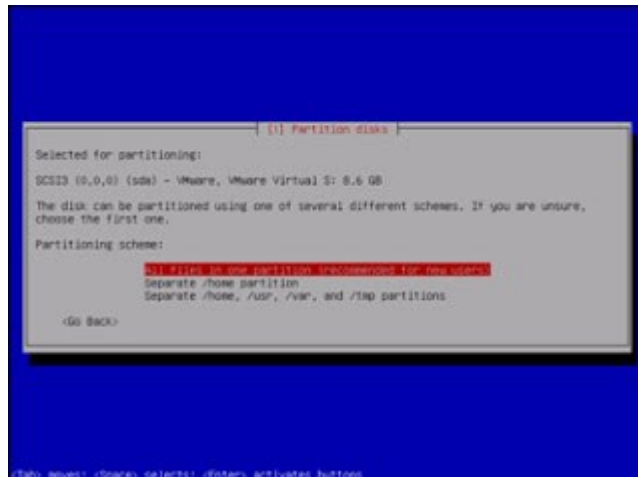 [!] Partition disks
Selected for partitioning:
SCSI3 (0,0,0) (sda) - VMware, VMware Virtual S: 8.6 GB
The disk can be partitioned using one of several different schemes. If you are unsure,
choose the first one.
Partitioning scheme:
All files in one partition (recommended for new users)
Separate /home partition
Separate /home, /usr, /var, and /tmp partitions
<Go Back>
<Tab> moves; <Space> selects; <Enter> activates buttons